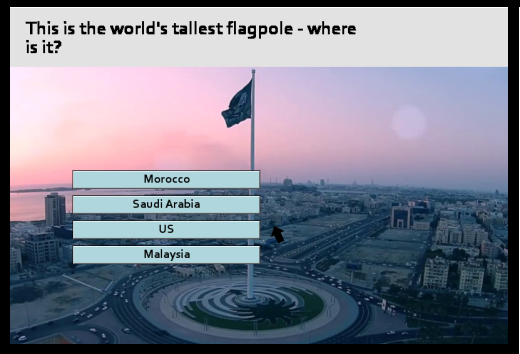 This is the world's tallest flagpole - where
is it?
Morocco
Saudi Arabia
US
Malaysia